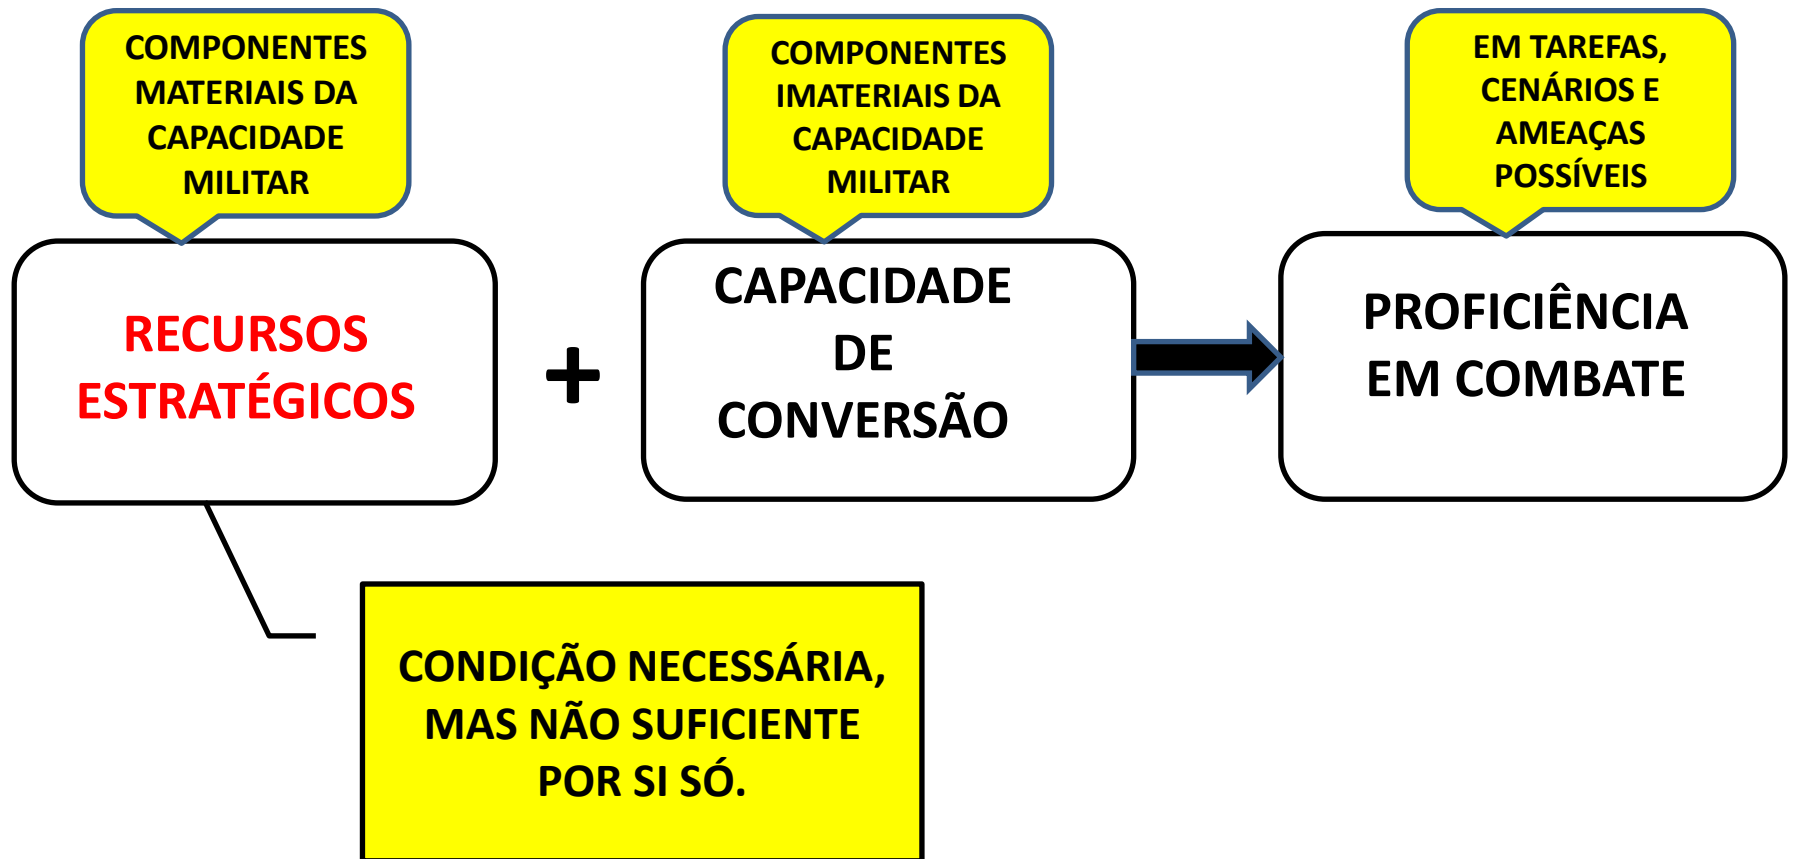 COMPONENTES
MATERIAIS DA
CAPACIDADE
MILITAR
COMPONENTES
IMATERIAIS DA
CAPACIDADE
MILITAR
EM TAREFAS,
CENÁRIOS E
AMEAÇAS
POSSÍVEIS
RECURSOS
ESTRATÉGICOS
+
CAPACIDADE
DE
CONVERSÃO
PROFICIÊNCIA
EM COMBATE
CONDIÇÃO NECESSÁRIA,
MAS NÃO SUFICIENTE
POR SI SÓ.